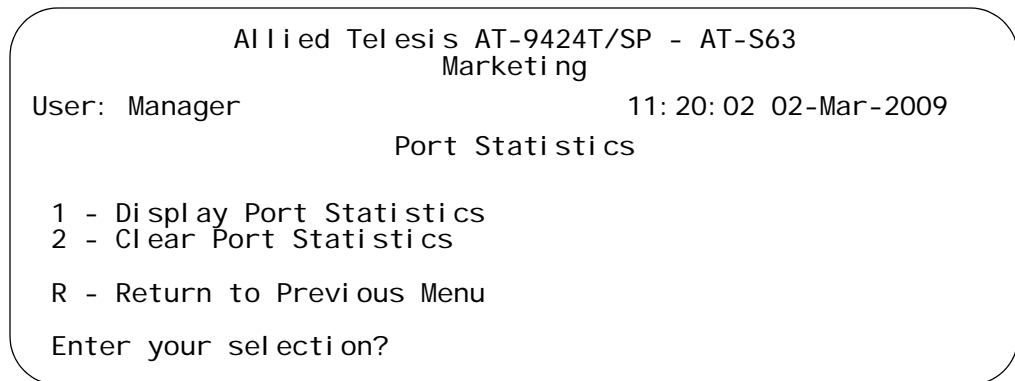 Allied Telesis AT-9424T/SP - AT-S63
Marketing
User: Manager 11:20:02 02-Mar-2009
Port Statistics
1 - Display Port Statistics
2 - Clear Port Statistics
R - Return to Previous Menu
Enter your selection?